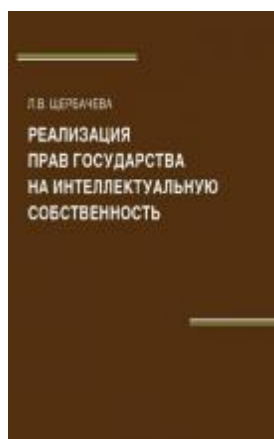 Л.В. ЩЕРБАЧЕВА
РЕАЛИЗАЦИЯ
ПРАВ ГОСУДАРСТВА
НА ИНТЕЛЛЕКТУАЛЬНУЮ
СОБСТВЕННОСТЬ